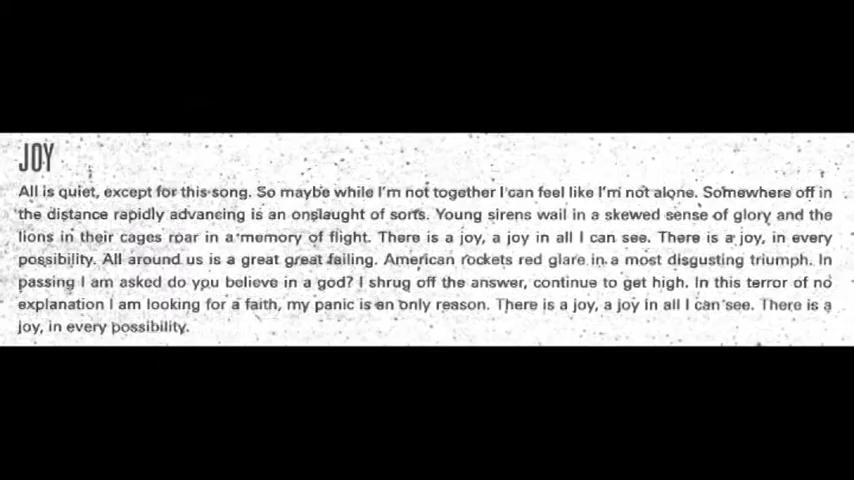 JOY
All is quiet, except for this song. So maybe while I'm not together I can feel like I'm not alone. Somewhere off in
the distance rapidly advancing is an onslaught of sorts. Young sirens wail in a skewed sense of glory and the
lions in their cages roar in a memory of flight. There is a joy, a joy in all I can see. There is a joy, in every
possibility. All around us is a great great failing. American rockets red glare in a most disgusting triumph. In
passing I am asked do you believe in a god? I shrug off the answer, continue to get high. In this terror of no
explanation I am looking for a faith, my panic is an only reason. There is a joy, a joy in all I can see. There is a
joy, in every possibility.